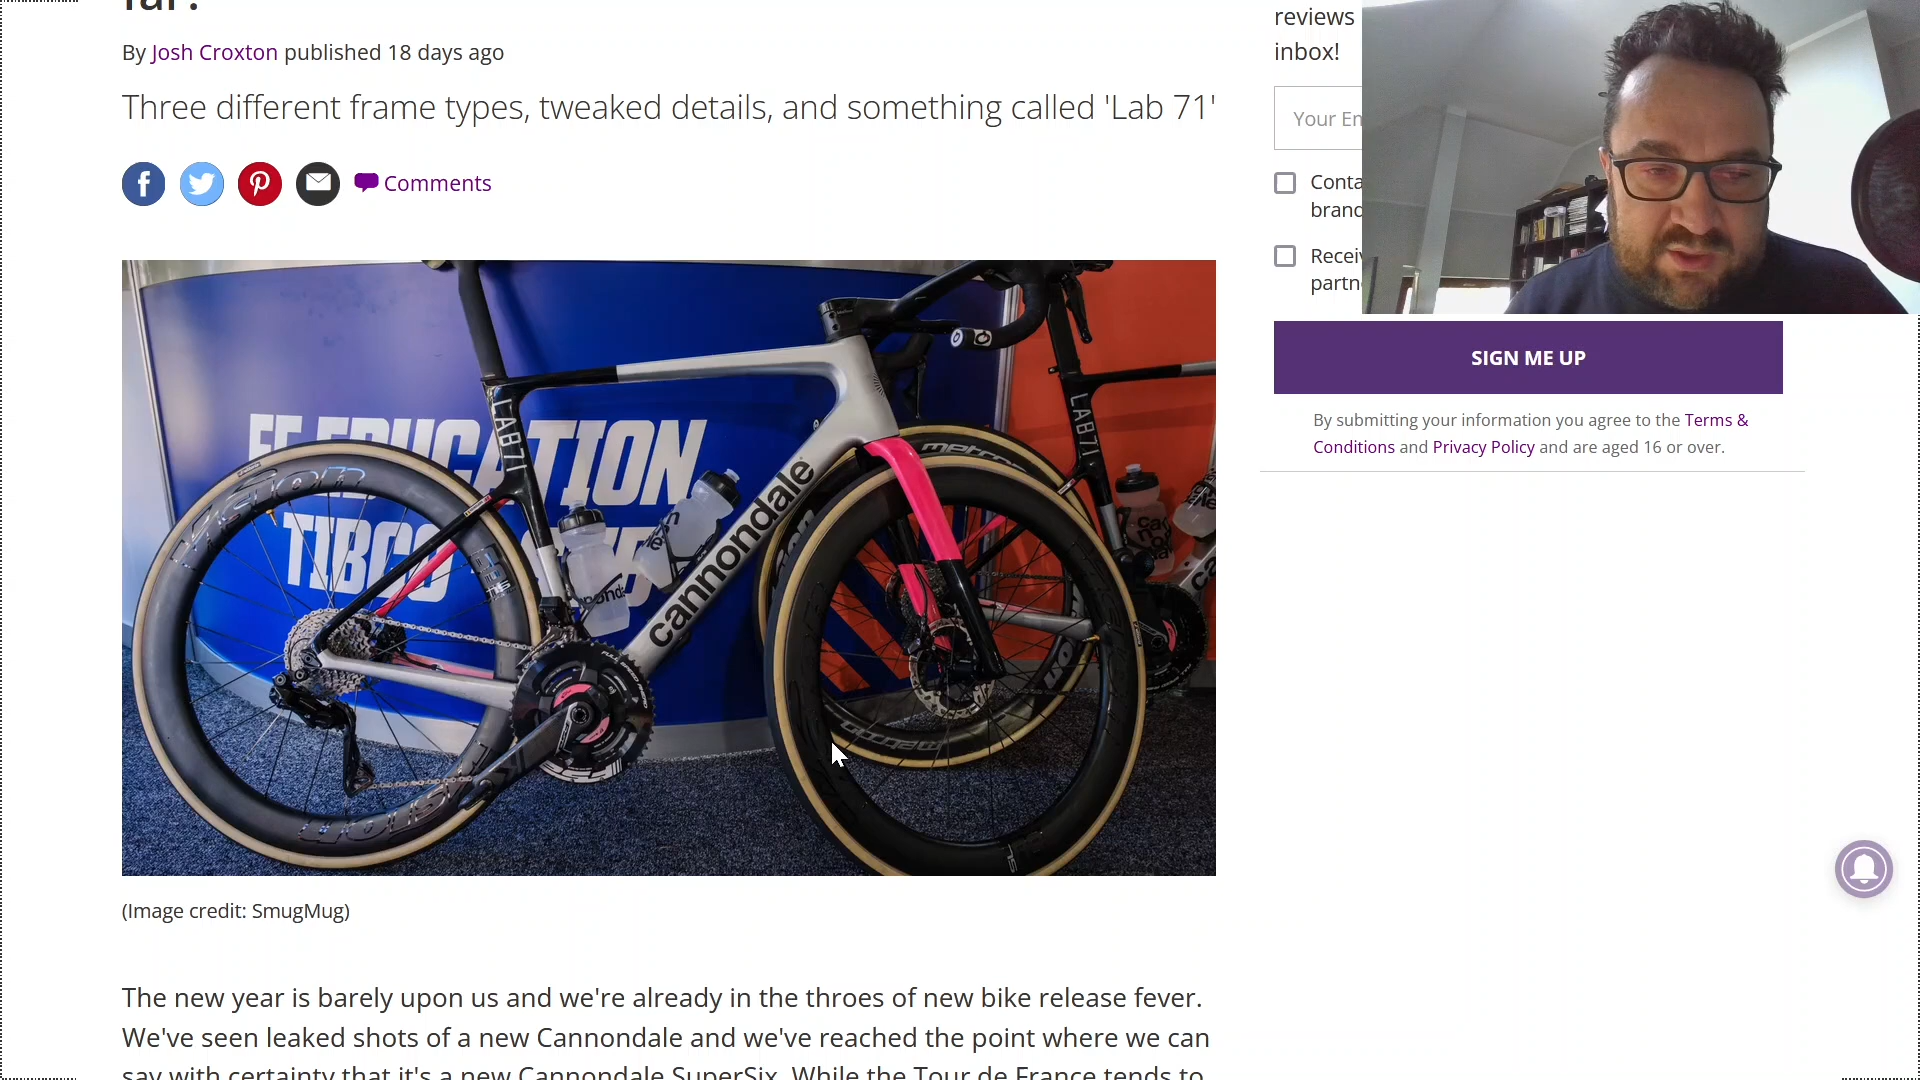 reviews
inbox!
By Josh Croxton published 18 days ago
Three different frame types, tweaked details, and something called 'Lab 71'
Comments
Your Em
Conta
brand
Recei
partn
SIGN ME UP
By submitting your information you agree to the Terms &
Conditions and Privacy Policy and are aged 16 or over.
EF EDUCATION
TIBCO
LAB71
LAB71
cannondale
metron
(Image credit: SmugMug)
The new year is barely upon us and we're already in the throes of new bike release fever.
We've seen leaked shots of a new Cannondale and we've reached the point where we can
say with certainty that it's a new Cannondale SuperSix. While the Tour de France tends to